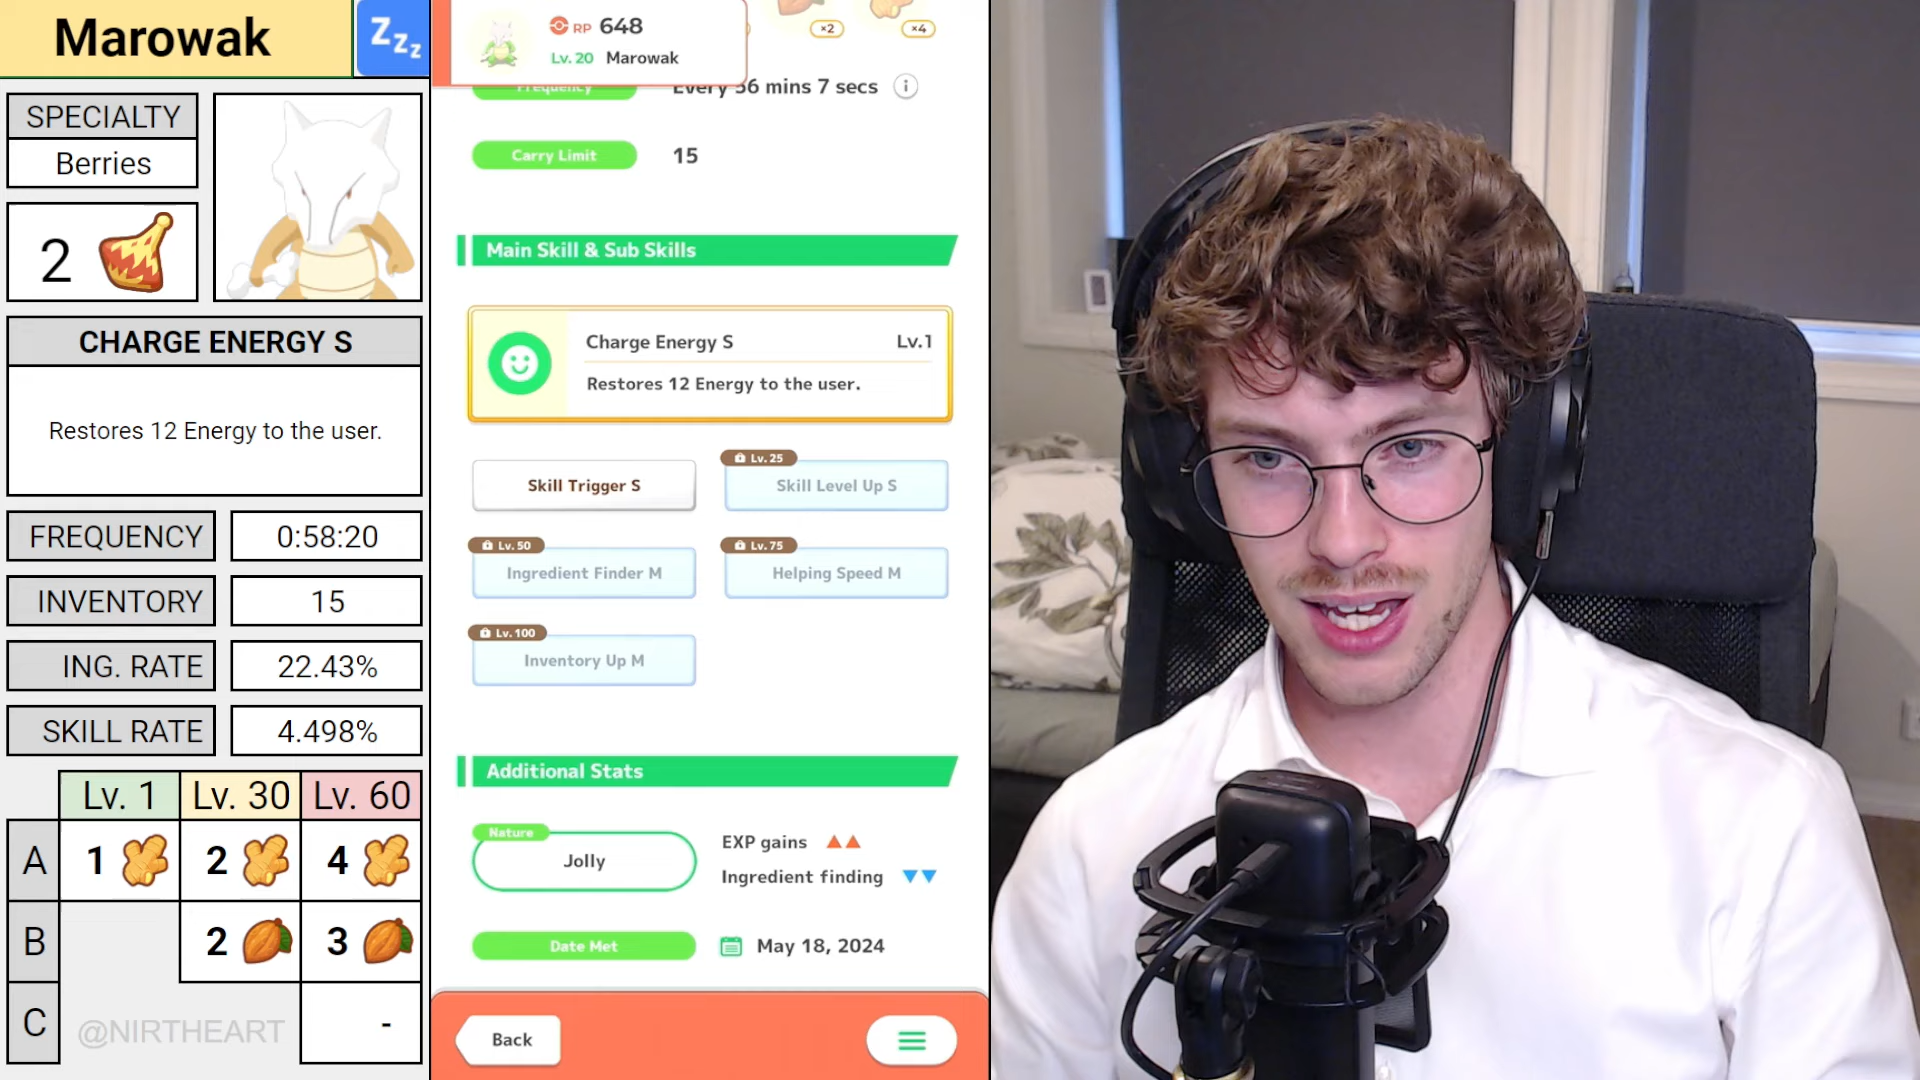 Marowak
Zzz
SPECIALTY
Berries
2
CHARGE ENERGY S
Restores 12 Energy to the user.
FREQUENCY
0:58:20
INVENTORY
15
ING. RATE
22.43%
SKILL RATE
4.498%
Lv. 1 Lv. 30 Lv. 60
A 1 2 4
B 2 3
C -
@NIRTHEART
RP 648
Lv. 20 Marowak
×2 ×4
Frequency Every 56 mins 7 secs
Carry Limit 15
Main Skill & Sub Skills
Charge Energy S Lv.1
Restores 12 Energy to the user.
Skill Trigger S
Lv. 25
Skill Level Up S
Lv. 50
Ingredient Finder M
Lv. 75
Helping Speed M
Lv. 100
Inventory Up M
Additional Stats
Nature
Jolly
EXP gains
Ingredient finding
Date Met May 18, 2024
Back